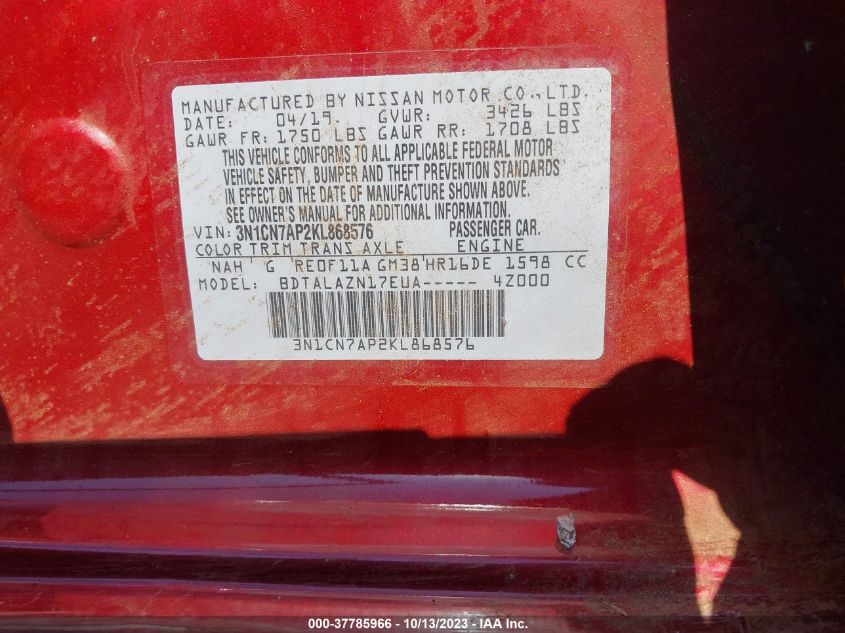 MANUFACTURED BY NISSAN MOTOR CO.,LTD.
DATE: 04/19. GVWR: 3426 LBS
GAWR FR: 1750 LBS GAWR RR: 1708 LBS
THIS VEHICLE CONFORMS TO ALL APPLICABLE FEDERAL MOTOR
VEHICLE SAFETY, BUMPER AND THEFT PREVENTION STANDARDS
IN EFFECT ON THE DATE OF MANUFACTURE SHOWN ABOVE.
SEE OWNER'S MANUAL FOR ADDITIONAL INFORMATION.
VIN: 3N1CN7AP2KL868576 PASSENGER CAR.
COLOR TRIM TRANS AXLE ENGINE
NAH G RE0F11A GM38 HR16DE 1598 CC
MODEL: BDTALAZN17EUA----- 4Z000
3N1CN7AP2KL868576
000-37785966 - 10/13/2023 - IAA Inc.